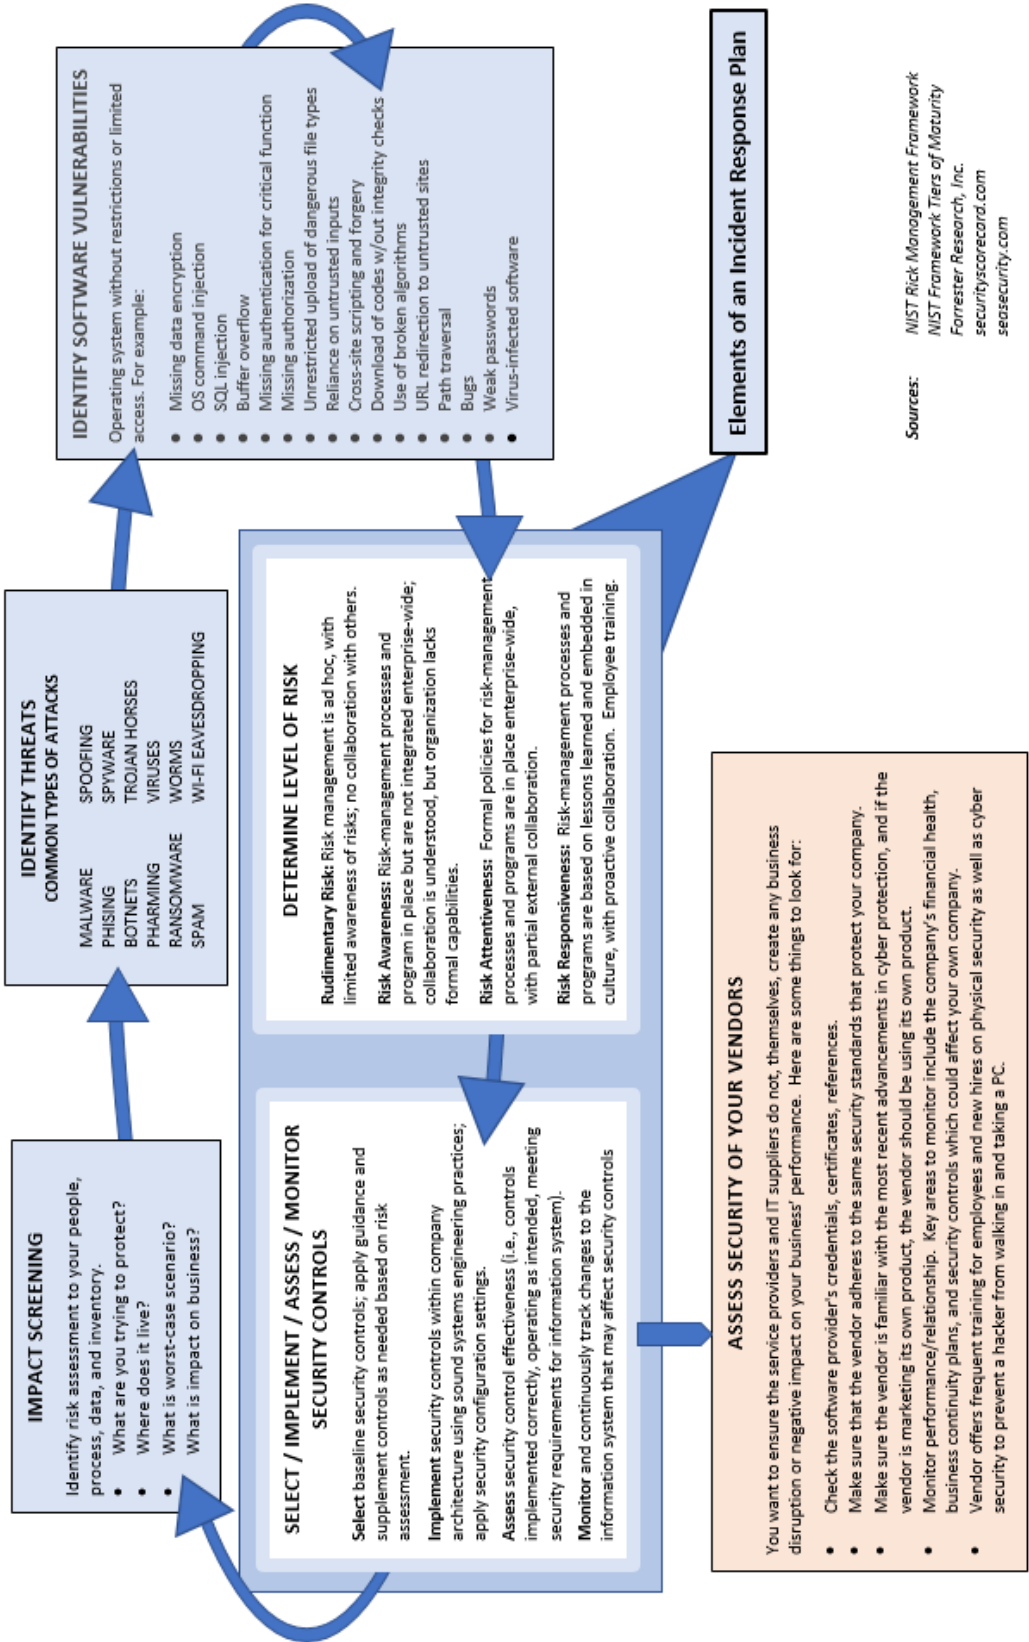 IMPACT SCREENING
Identify risk assessment to your people,
process, data, and inventory.
• What are you trying to protect?
• Where does it live?
• What is worst-case scenario?
• What is impact on business?
IDENTIFY THREATS
COMMON TYPES OF ATTACKS
MALWARE SPOOFING
PHISING SPYWARE
BOTNETS TROJAN HORSES
PHARMING VIRUSES
RANSOMWARE WORMS
SPAM WI-FI EAVESDROPPING
IDENTIFY SOFTWARE VULNERABILITIES
Operating system without restrictions or limited
access. For example:
• Missing data encryption
• OS command injection
• SQL injection
• Buffer overflow
• Missing authentication for critical function
• Missing authorization
• Unrestricted upload of dangerous file types
• Reliance on untrusted inputs
• Cross-site scripting and forgery
• Download of codes w/out integrity checks
• Use of broken algorithms
• URL redirection to untrusted sites
• Path traversal
• Bugs
• Weak passwords
• Virus-infected software
SELECT / IMPLEMENT / ASSESS / MONITOR
SECURITY CONTROLS
Select baseline security controls; apply guidance and
supplement controls as needed based on risk
assessment.
Implement security controls within company
architecture using sound systems engineering practices;
apply security configuration settings.
Assess security control effectiveness (i.e., controls
implemented correctly, operating as intended, meeting
security requirements for information system).
Monitor and continuously track changes to the
information system that may affect security controls
DETERMINE LEVEL OF RISK
Rudimentary Risk: Risk management is ad hoc, with
limited awareness of risks; no collaboration with others.
Risk Awareness: Risk-management processes and
program in place but are not integrated enterprise-wide;
collaboration is understood, but organization lacks
formal capabilities.
Risk Attentiveness: Formal policies for risk-management
processes and programs are in place enterprise-wide,
with partial external collaboration.
Risk Responsiveness: Risk-management processes and
programs are based on lessons learned and embedded in
culture, with proactive collaboration. Employee training.
Elements of an Incident Response Plan
ASSESS SECURITY OF YOUR VENDORS
You want to ensure the service providers and IT suppliers do not, themselves, create any business
disruption or negative impact on your business' performance. Here are some things to look for:
• Check the software provider's credentials, certificates, references.
• Make sure that the vendor adheres to the same security standards that protect your company.
• Make sure the vendor is familiar with the most recent advancements in cyber protection, and if the
vendor is marketing its own product, the vendor should be using its own product.
• Monitor performance/relationship. Key areas to monitor include the company's financial health,
business continuity plans, and security controls which could affect your own company.
• Vendor offers frequent training for employees and new hires on physical security as well as cyber
security to prevent a hacker from walking in and taking a PC.
Sources: NIST Rick Management Framework
NIST Framework Tiers of Maturity
Forrester Research, Inc.
securityscorecard.com
seasecurity.com